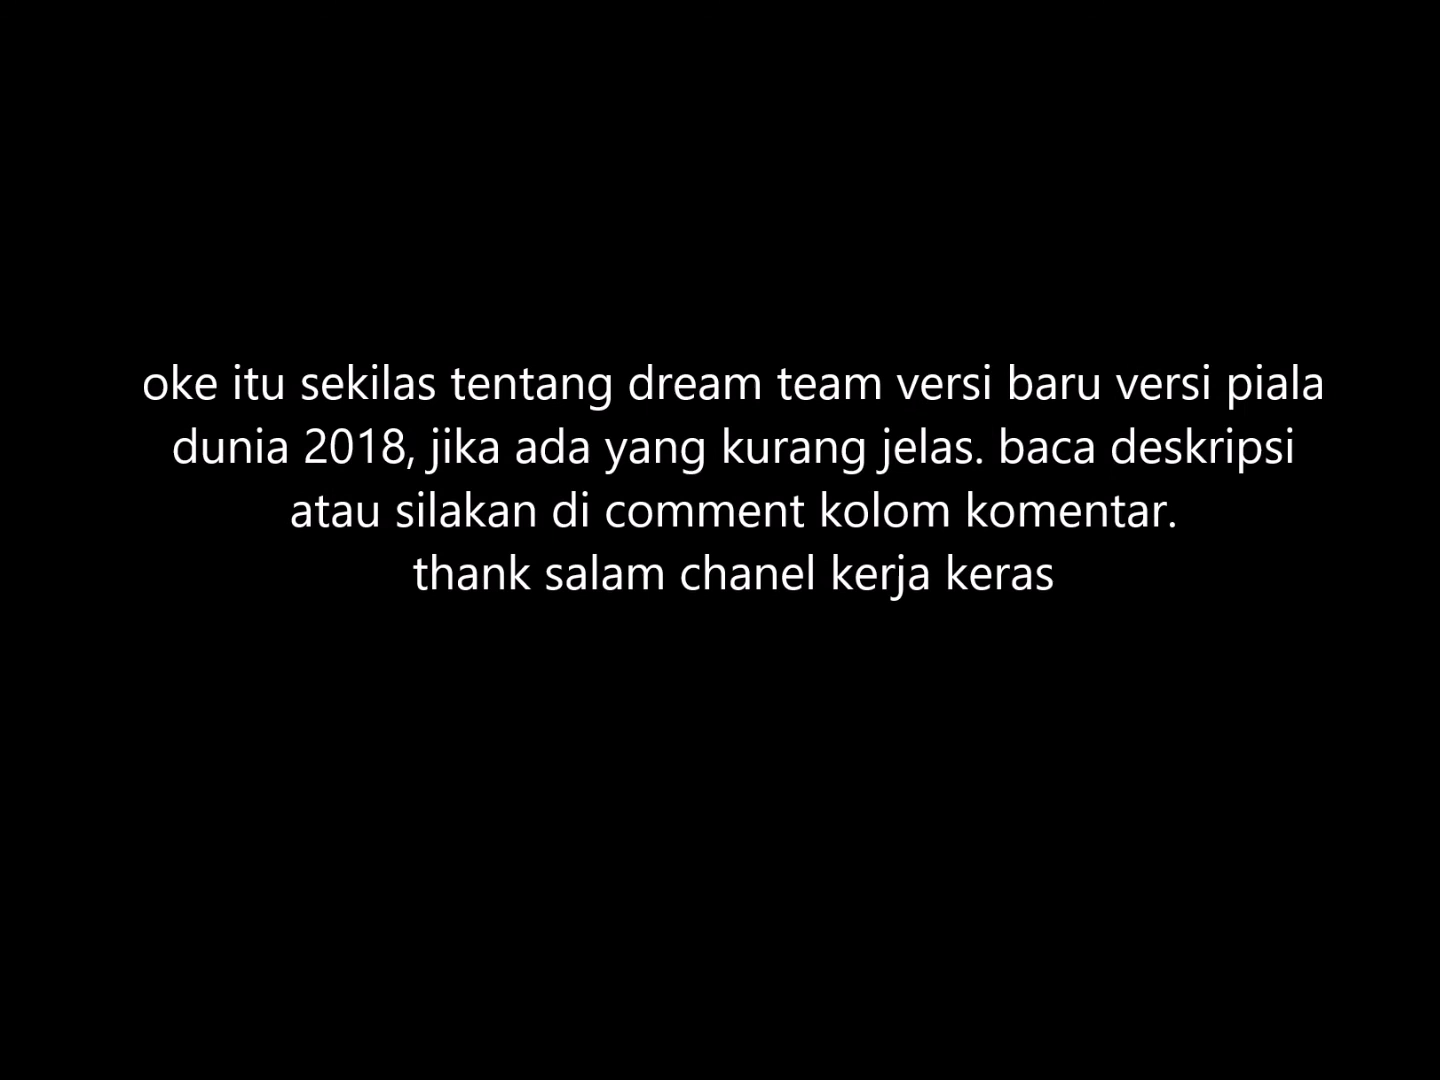 oke itu sekilas tentang dream team versi baru versi piala
dunia 2018, jika ada yang kurang jelas. baca deskripsi
atau silakan di comment kolom komentar.
thank salam chanel kerja keras